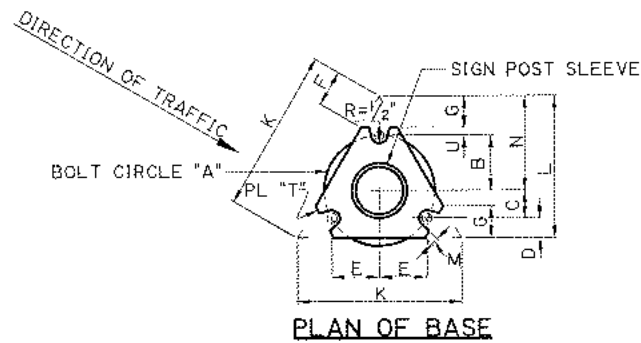 DIRECTION OF TRAFFIC
SIGN POST SLEEVE
F
K
R=1/2"
G
U
B
N
L
BOLT CIRCLE "A"
PL "T"
C
G
D
E
E
M
K
PLAN OF BASE